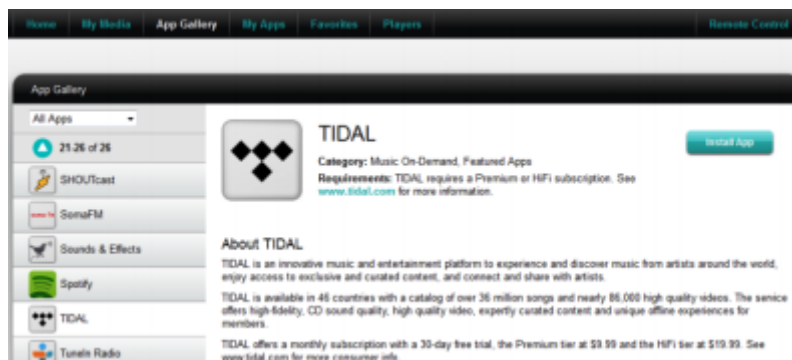 Home My Media App Gallery My Apps Favorites Players Remote Control
App Gallery
All Apps
21-26 of 26
SHOUTcast
SomaFM
Sounds & Effects
Spotify
TIDAL
TuneIn Radio
TIDAL
Install App
Category: Music On-Demand, Featured Apps
Requirements: TIDAL requires a Premium or HiFi subscription. See
www.tidal.com for more information.
About TIDAL
TIDAL is an innovative music and entertainment platform to experience and discover music from artists around the world,
enjoy access to exclusive and curated content, and connect and share with artists.
TIDAL is available in 46 countries with a catalog of over 36 million songs and nearly 86,000 high quality videos. The service
offers high-fidelity, CD sound quality, high quality video, expertly curated content and unique offline experiences for
members.
TIDAL offers a monthly subscription with a 30-day free trial, the Premium tier at $9.99 and the HiFi tier at $19.99. See
www.tidal.com for more consumer info.